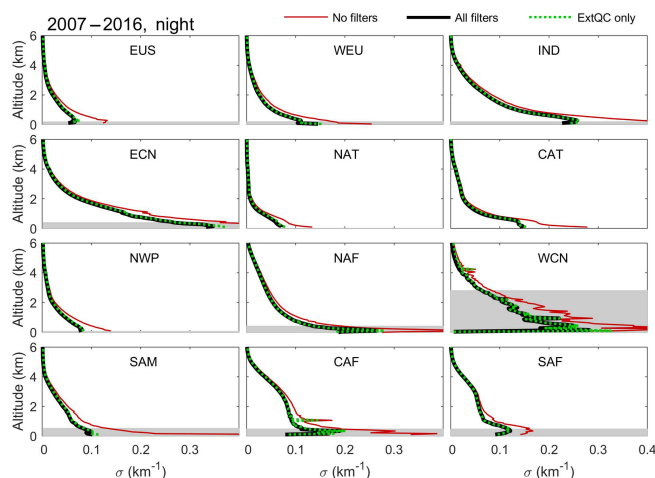 2007−2016, night
No filters
All filters
ExtQC only
6
4
2
0
Altitude (km)
EUS
WEU
IND
6
4
2
0
Altitude (km)
ECN
NAT
CAT
6
4
2
0
Altitude (km)
NWP
NAF
WCN
6
4
2
0
Altitude (km)
SAM
CAF
SAF
0 0.1 0.2 0.3 0 0.1 0.2 0.3 0 0.1 0.2 0.3 0.4
σ (km⁻¹) σ (km⁻¹) σ (km⁻¹)